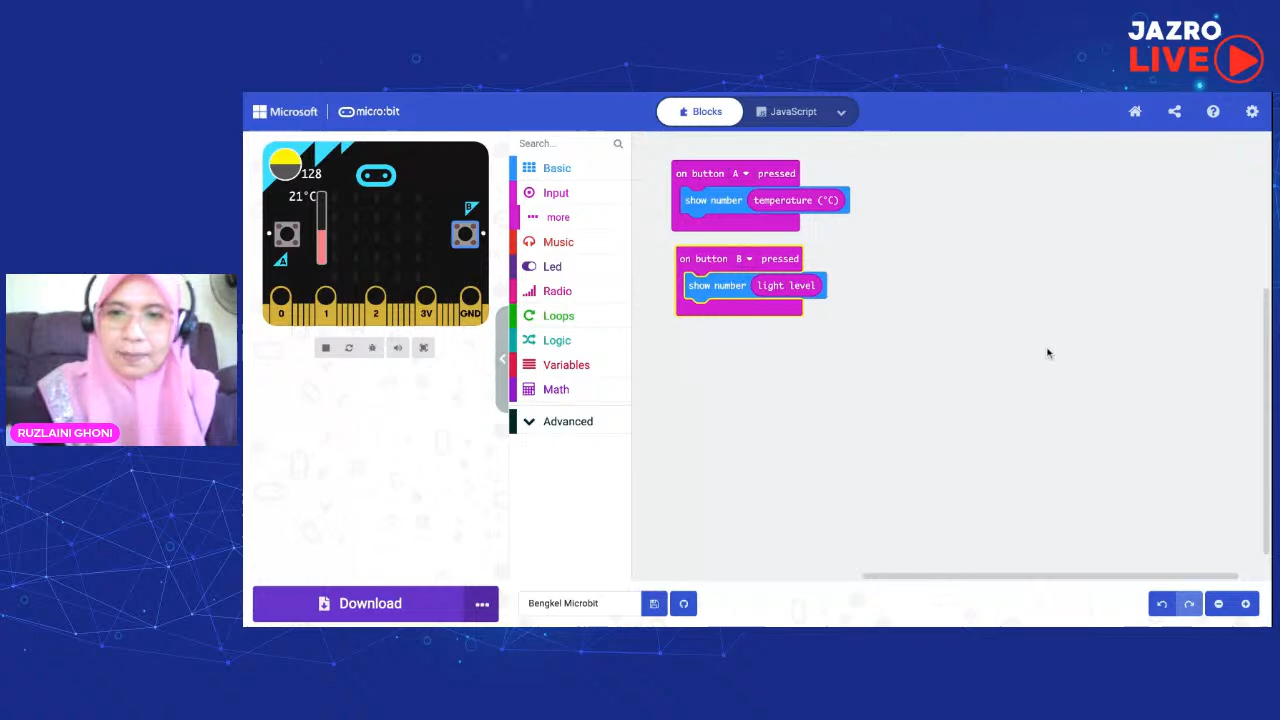 JAZRO
LIVE
Microsoft
micro:bit
Blocks
JavaScript
128
21°C
B
A
0
1
2
3V
GND
Search...
Basic
Input
more
Music
Led
Radio
Loops
Logic
Variables
Math
Advanced
on button A pressed
show number temperature (°C)
on button B pressed
show number light level
RUZLAINI GHONI
Download
Bengkel Microbit